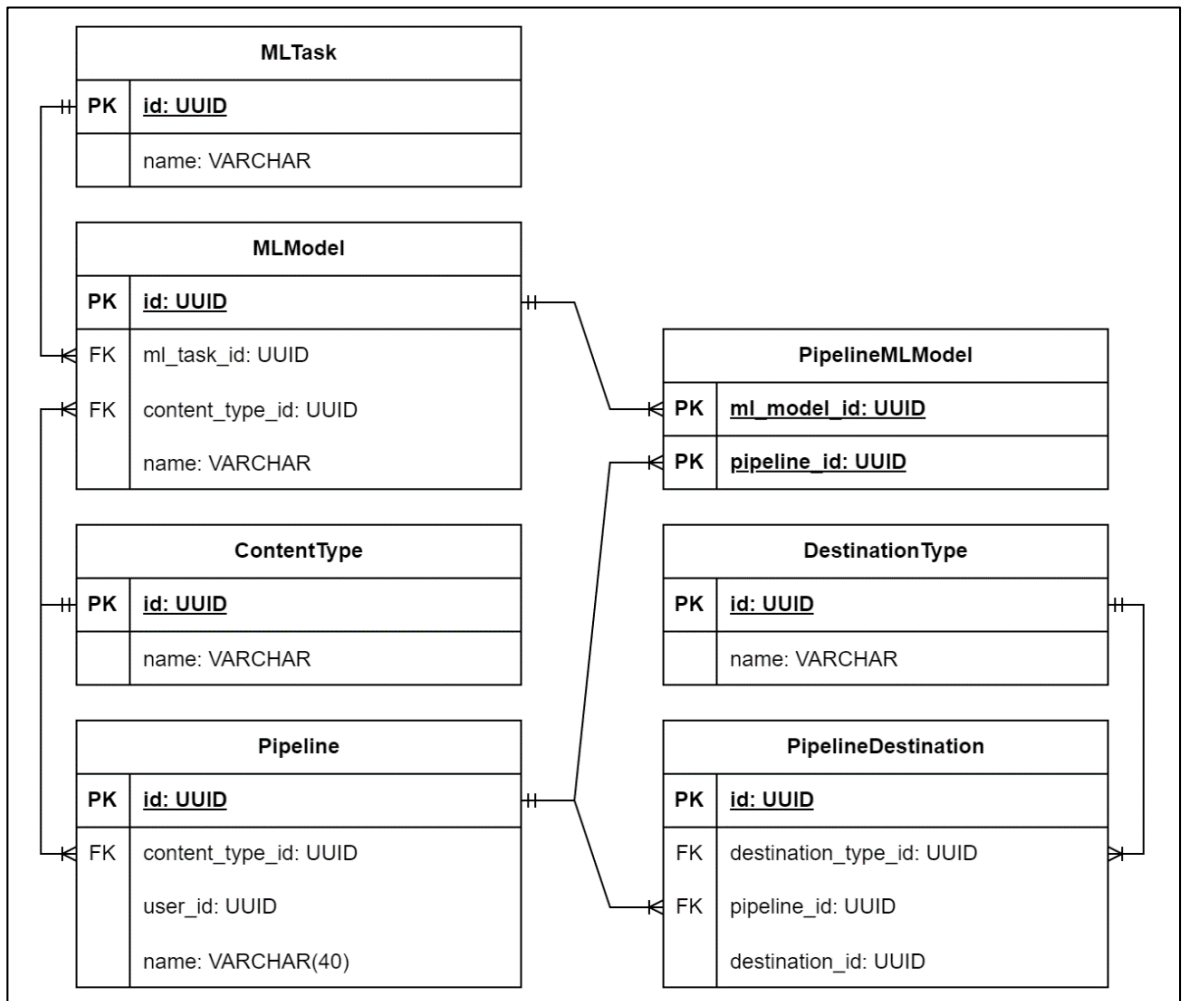 MLTask
PK id: UUID
name: VARCHAR
MLModel
PK id: UUID
FK ml_task_id: UUID
FK content_type_id: UUID
name: VARCHAR
ContentType
PK id: UUID
name: VARCHAR
Pipeline
PK id: UUID
FK content_type_id: UUID
user_id: UUID
name: VARCHAR(40)
PipelineMLModel
PK ml_model_id: UUID
PK pipeline_id: UUID
DestinationType
PK id: UUID
name: VARCHAR
PipelineDestination
PK id: UUID
FK destination_type_id: UUID
FK pipeline_id: UUID
destination_id: UUID